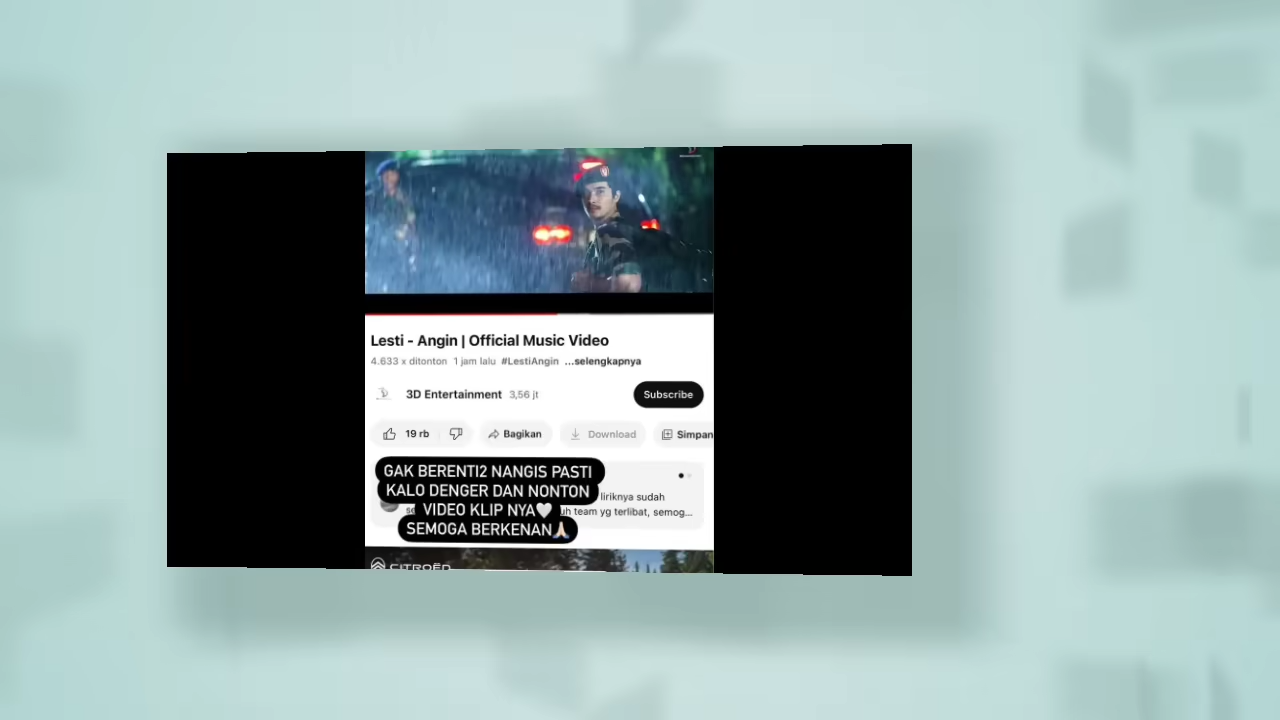 Lesti - Angin | Official Music Video
4.633 x ditonton 1 jam lalu #LestiAngin ...selengkapnya
3D Entertainment 3,56 jt
Subscribe
19 rb
Bagikan
Download
Simpan
GAK BERENTI2 NANGIS PASTI
KALO DENGER DAN NONTON
liriknya sudah
VIDEO KLIP NYA🤍
uh team yg terlibat, semog...
SEMOGA BERKENAN🙏🏻
CITROËN